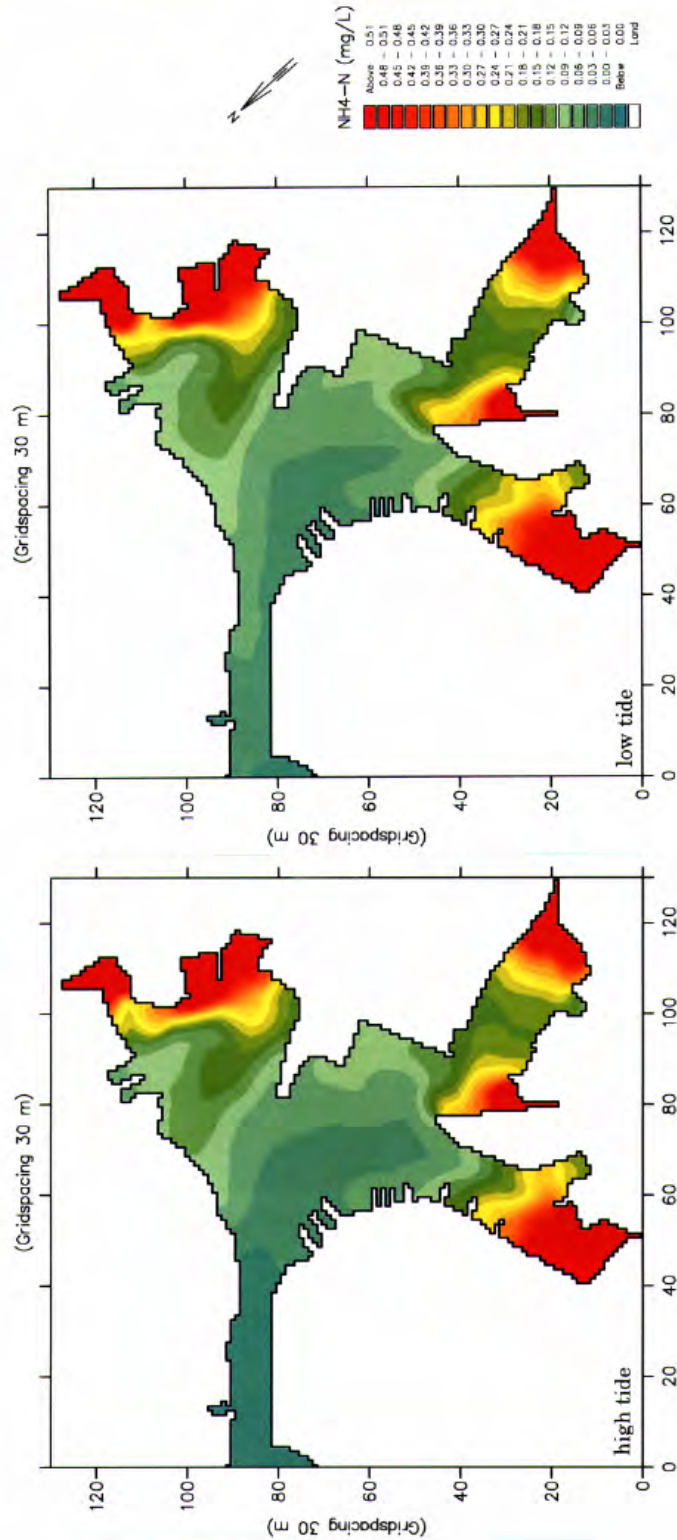 (Gridspacing 30 m)
(Gridspacing 30 m)
120
100
80
60
40
20
0
low tide
0
20
40
60
80
100
120
N
NH4-N (mg/L)
Above 0.51
0.48 - 0.51
0.45 - 0.48
0.42 - 0.45
0.39 - 0.42
0.36 - 0.39
0.33 - 0.36
0.30 - 0.33
0.27 - 0.30
0.24 - 0.27
0.21 - 0.24
0.18 - 0.21
0.15 - 0.18
0.12 - 0.15
0.09 - 0.12
0.06 - 0.09
0.03 - 0.06
0.00 - 0.03
Below 0.00
Land
(Gridspacing 30 m)
(Gridspacing 30 m)
120
100
80
60
40
20
0
high tide
0
20
40
60
80
100
120